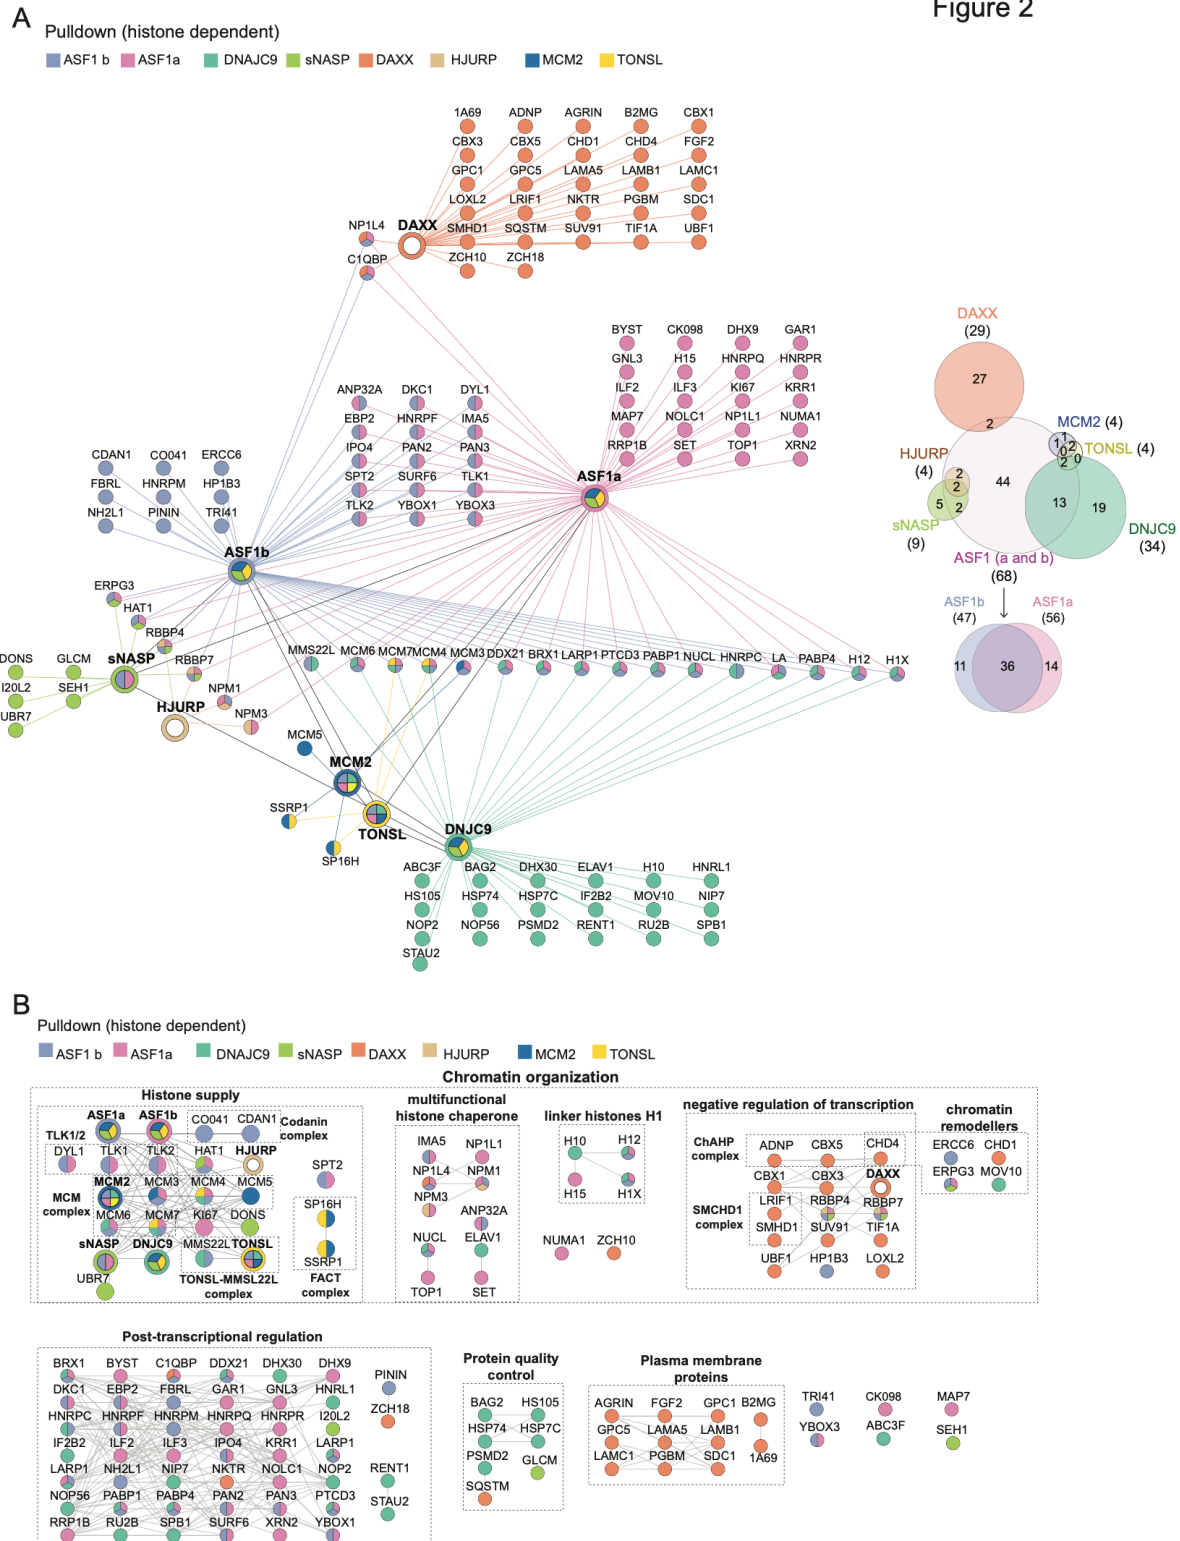 Figure 2
A
Pulldown (histone dependent)
ASF1 b ASF1a DNAJC9 sNASP DAXX HJURP MCM2 TONSL
1A69 ADNP AGRIN B2MG CBX1
CBX3 CBX5 CHD1 CHD4 FGF2
GPC1 GPC5 LAMA5 LAMB1 LAMC1
LOXL2 LRIF1 NKTR PGBM SDC1
NP1L4 DAXX SMHD1 SQSTM SUV91 TIF1A UBF1
C1QBP ZCH10 ZCH18
BYST CK098 DHX9 GAR1
GNL3 H15 HNRPQ HNRPR
ILF2 ILF3 KI67 KRR1
MAP7 NOLC1 NP1L1 NUMA1
RRP1B SET TOP1 XRN2
ASF1a
ANP32A DKC1 DYL1
EBP2 HNRPF IMA5
IPO4 PAN2 PAN3
SPT2 SURF6 TLK1
TLK2 YBOX1 YBOX3
CDAN1 CO041 ERCC6
FBRL HNRPM HP1B3
NH2L1 PININ TRI41
ASF1b
ERPG3
HAT1
RBBP4
RBBP7
DONS GLCM sNASP
I20L2 SEH1
UBR7
NPM1
HJURP NPM3
MMS22L MCM6 MCM7 MCM4 MCM3 DDX21 BRX1 LARP1 PTCD3 PABP1 NUCL HNRPC LA PABP4 H12 H1X
MCM5
MCM2
SSRP1
TONSL
SP16H
DNJC9
ABC3F BAG2 DHX30 ELAV1 H10 HNRL1
HS105 HSP74 HSP7C IF2B2 MOV10 NIP7
NOP2 NOP56 PSMD2 RENT1 RU2B SPB1
STAU2
DAXX
(29)
27
2
MCM2 (4)
1
1 0 2
TONSL (4)
2 0
HJURP
(4)
2
2
5 2
sNASP
(9)
44
13
19
DNJC9
(34)
ASF1 (a and b)
(68)
ASF1b ASF1a
(47) (56)
11 36 14
B
Pulldown (histone dependent)
ASF1 b ASF1a DNAJC9 sNASP DAXX HJURP MCM2 TONSL
Chromatin organization
Histone supply
ASF1a ASF1b CO041 CDAN1 Codanin
complex
TLK1/2
DYL1 TLK1 TLK2 HAT1 HJURP
MCM2 MCM3 MCM4 MCM5
MCM
complex
MCM6 MCM7 KI67 DONS
sNASP DNJC9 MMS22L TONSL
UBR7 TONSL-MMSL22L
complex
SPT2
SP16H
SSRP1
FACT
complex
multifunctional
histone chaperone
IMA5 NP1L1
NP1L4 NPM1
NPM3
ANP32A
NUCL ELAV1
TOP1 SET
linker histones H1
H10 H12
H15 H1X
NUMA1 ZCH10
negative regulation of transcription
ChAHP
complex
ADNP CBX5 CHD4
CBX1 CBX3 DAXX
LRIF1 RBBP4 RBBP7
SMCHD1
complex
SMHD1 SUV91 TIF1A
UBF1 HP1B3 LOXL2
chromatin
remodellers
ERCC6 CHD1
ERPG3 MOV10
Post-transcriptional regulation
BRX1 BYST C1QBP DDX21 DHX30 DHX9
DKC1 EBP2 FBRL GAR1 GNL3 HNRL1
HNRPC HNRPF HNRPM HNRPQ HNRPR I20L2
IF2B2 ILF2 ILF3 IPO4 KRR1 LARP1
LARP1 NH2L1 NIP7 NKTR NOLC1 NOP2
NOP56 PABP1 PABP4 PAN2 PAN3 PTCD3
RRP1B RU2B SPB1 SURF6 XRN2 YBOX1
PININ
ZCH18
RENT1
STAU2
Protein quality
control
BAG2 HS105
HSP74 HSP7C
PSMD2
GLCM
SQSTM
Plasma membrane
proteins
AGRIN FGF2 GPC1 B2MG
GPC5 LAMA5 LAMB1
LAMC1 PGBM SDC1 1A69
TRI41 CK098 MAP7
YBOX3 ABC3F SEH1